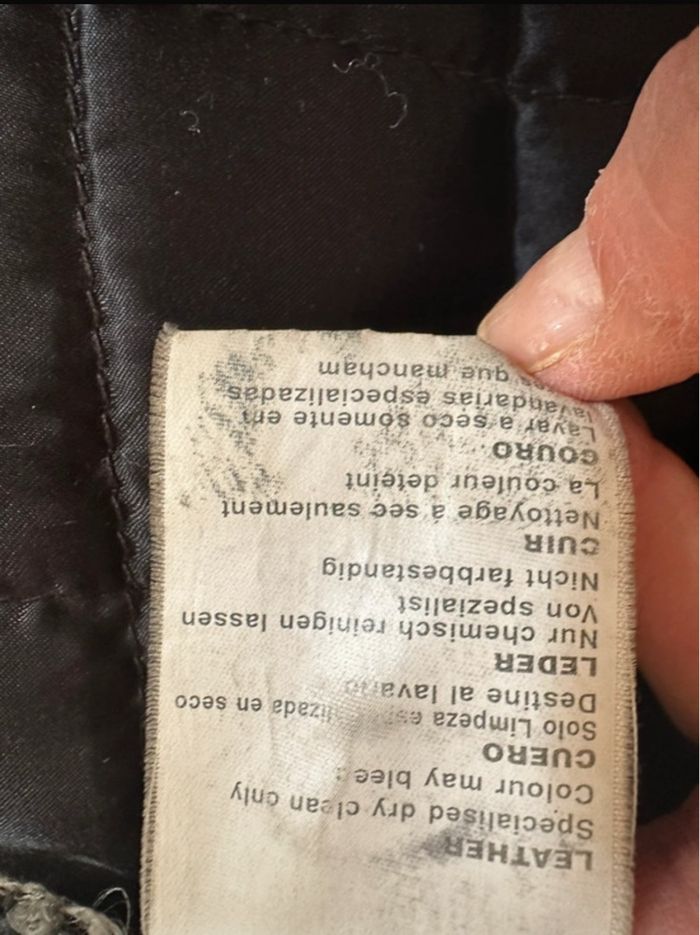 LEATHER
Specialised dry clean only
Colour may blee
CUERO
Solo Limpeza en seco
Destine al
LEDER
Nur chemisch reinigen lassen
Von spezialist
Nicht farbbestandig
CUIR
Nettoyage á sec saulement
La couleur deteint
COURO
Lavar a seco somente em
lavandarias especializadas
que mancham